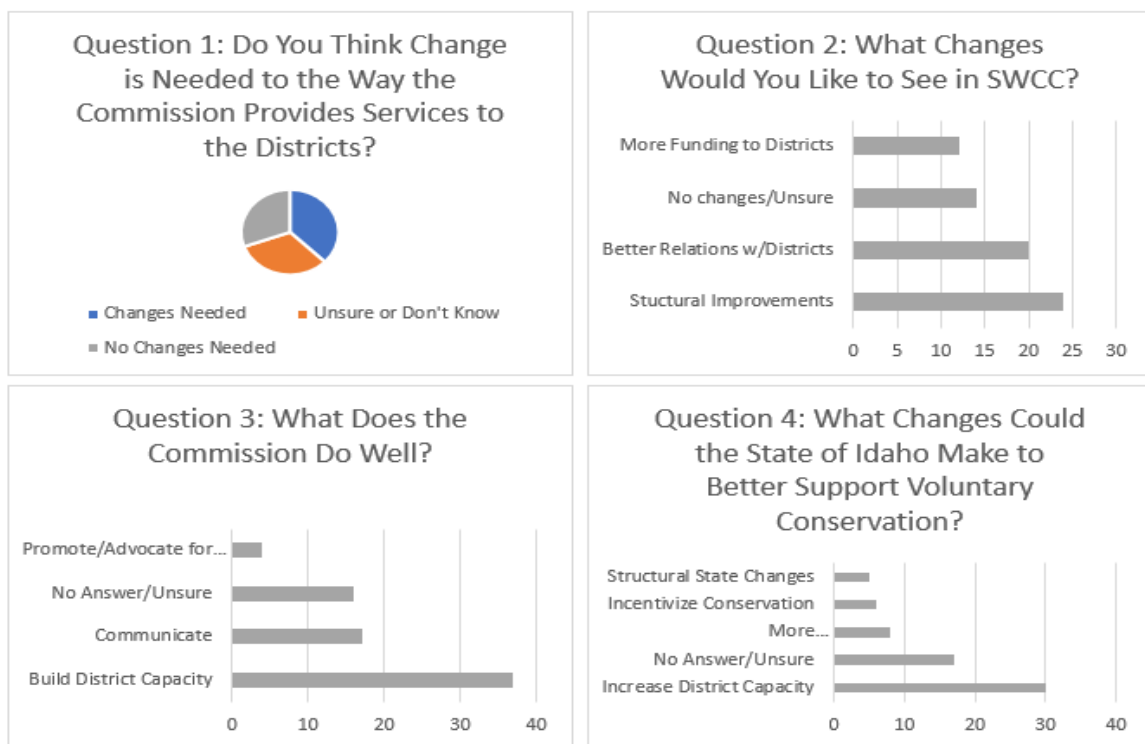 Question 1: Do You Think Change
is Needed to the Way the
Commission Provides Services to
the Districts?
Changes Needed
Unsure or Don't Know
No Changes Needed
Question 2: What Changes
Would You Like to See in SWCC?
More Funding to Districts
No changes/Unsure
Better Relations w/Districts
Stuctural Improvements
0 5 10 15 20 25 30
Question 3: What Does the
Commission Do Well?
Promote/Advocate for...
No Answer/Unsure
Communicate
Build District Capacity
0 10 20 30 40
Question 4: What Changes Could
the State of Idaho Make to
Better Support Voluntary
Conservation?
Structural State Changes
Incentivize Conservation
More...
No Answer/Unsure
Increase District Capacity
0 10 20 30 40